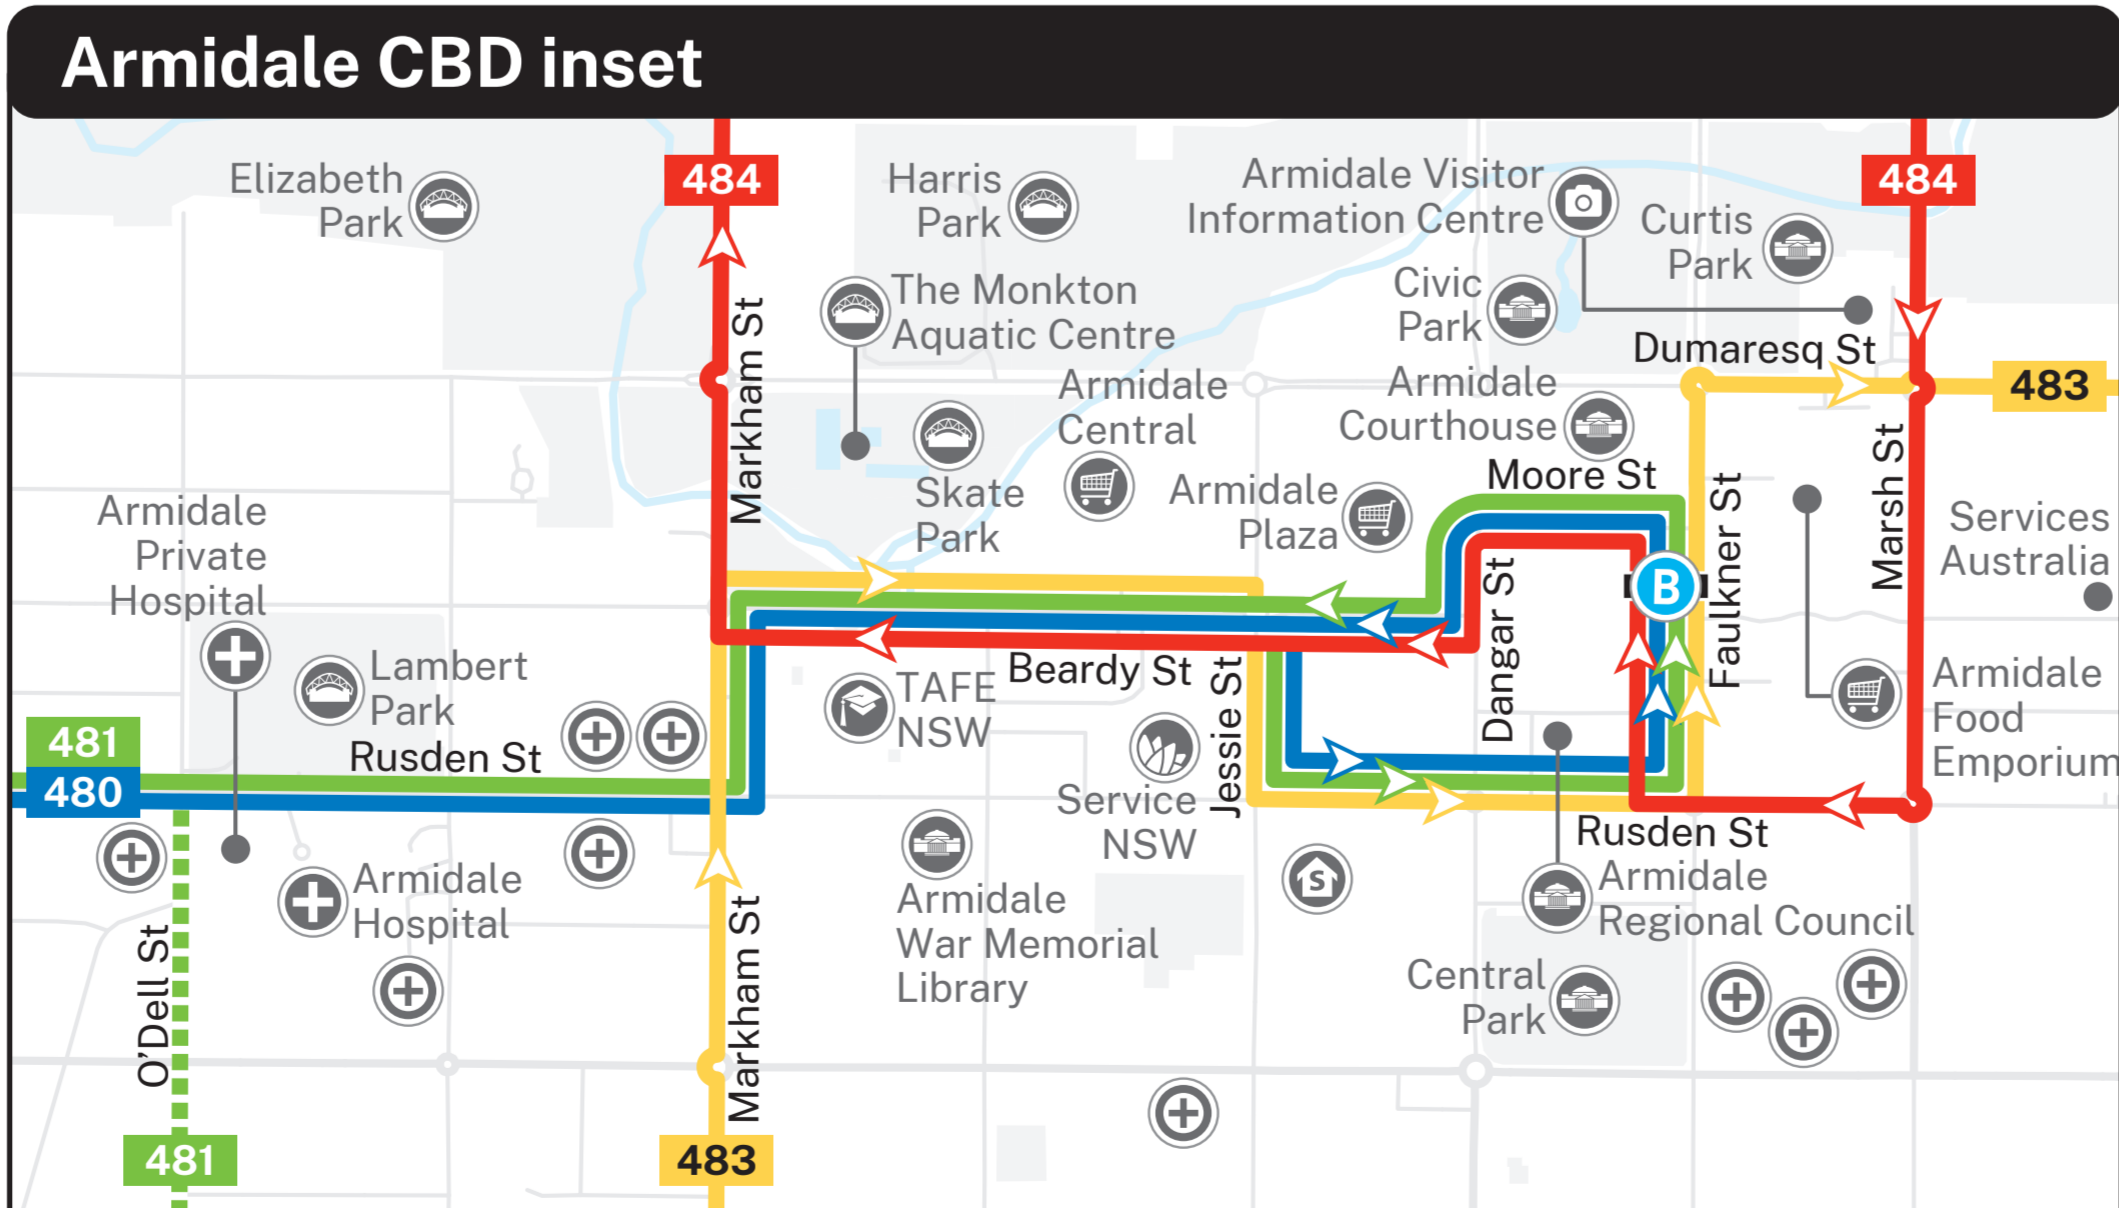 Armidale CBD inset
Elizabeth
Park
484
Harris
Park
Armidale Visitor
Information Centre
Curtis
Park
484
The Monkton
Aquatic Centre
Civic
Park
Dumaresq St
483
Markham St
Armidale
Central
Armidale
Courthouse
Skate
Park
Armidale
Plaza
Moore St
Faulkner St
Marsh St
Services
Australia
Armidale
Private
Hospital
B
Dangar St
Lambert
Park
Rusden St
TAFE
NSW
Beardy St
Jessie St
Armidale
Food
Emporium
481
480
Service
NSW
S
Rusden St
Armidale
Hospital
Armidale
War Memorial
Library
Armidale
Regional Council
O'Dell St
Markham St
Central
Park
481
483